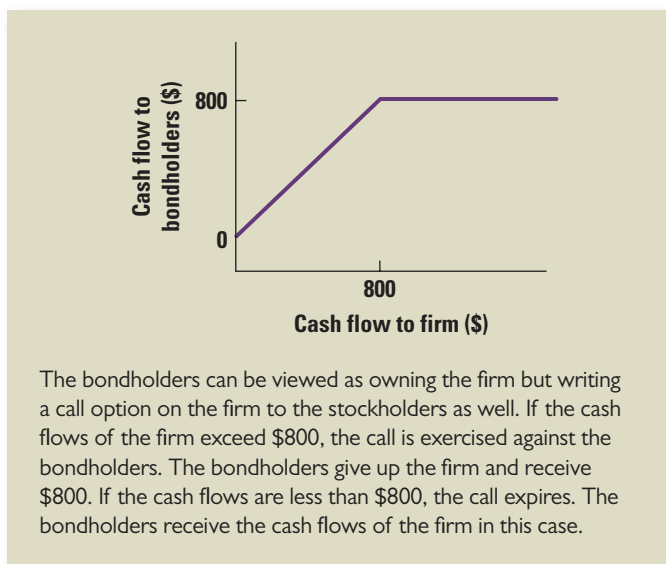 Cash flow to
bondholders ($)
800
0
800
Cash flow to firm ($)
The bondholders can be viewed as owning the firm but writing
a call option on the firm to the stockholders as well. If the cash
flows of the firm exceed $800, the call is exercised against the
bondholders. The bondholders give up the firm and receive
$800. If the cash flows are less than $800, the call expires. The
bondholders receive the cash flows of the firm in this case.